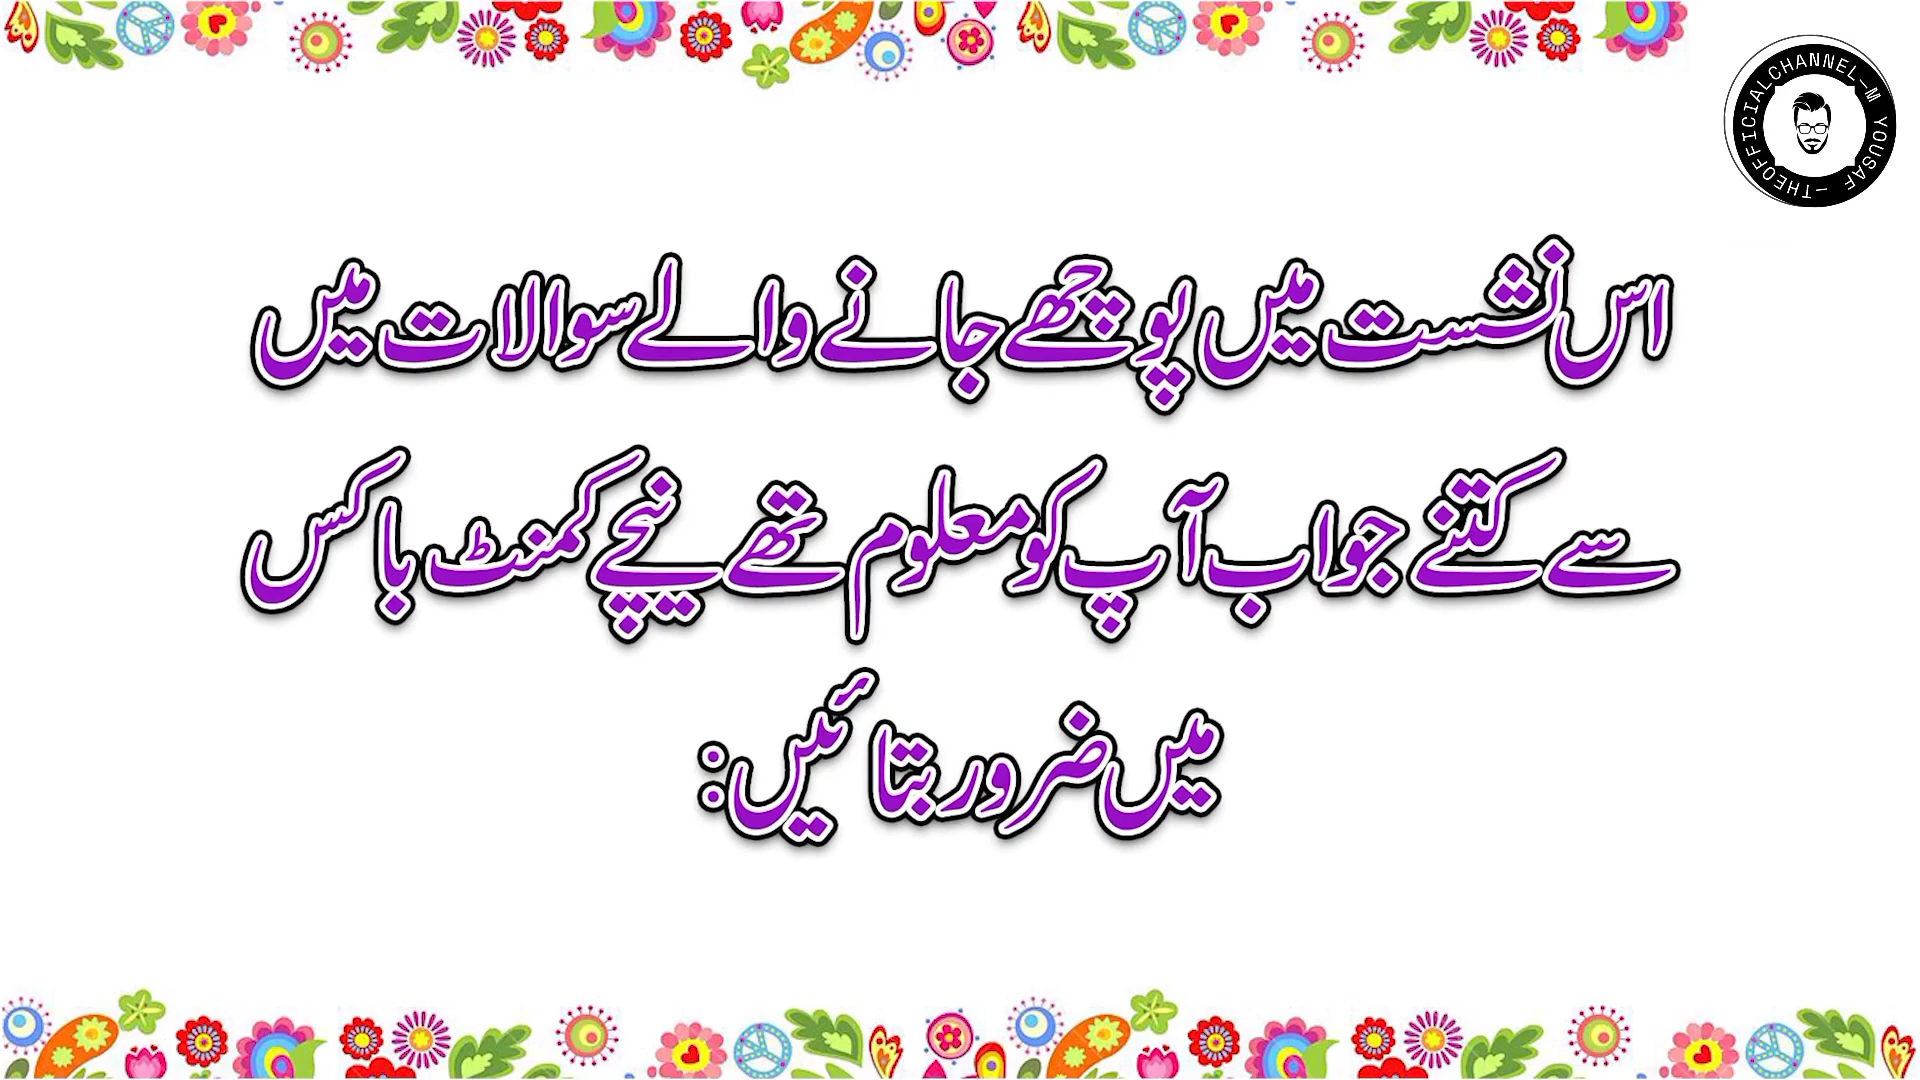 THEOFFICIALCHANNEL-M YOUSAF -
اس نشست میں پوچھے جانے والے سوالات میں
سے کتنے جواب آپ کو معلوم تھے نیچے کمنٹ باکس
میں ضرور بتائیں: